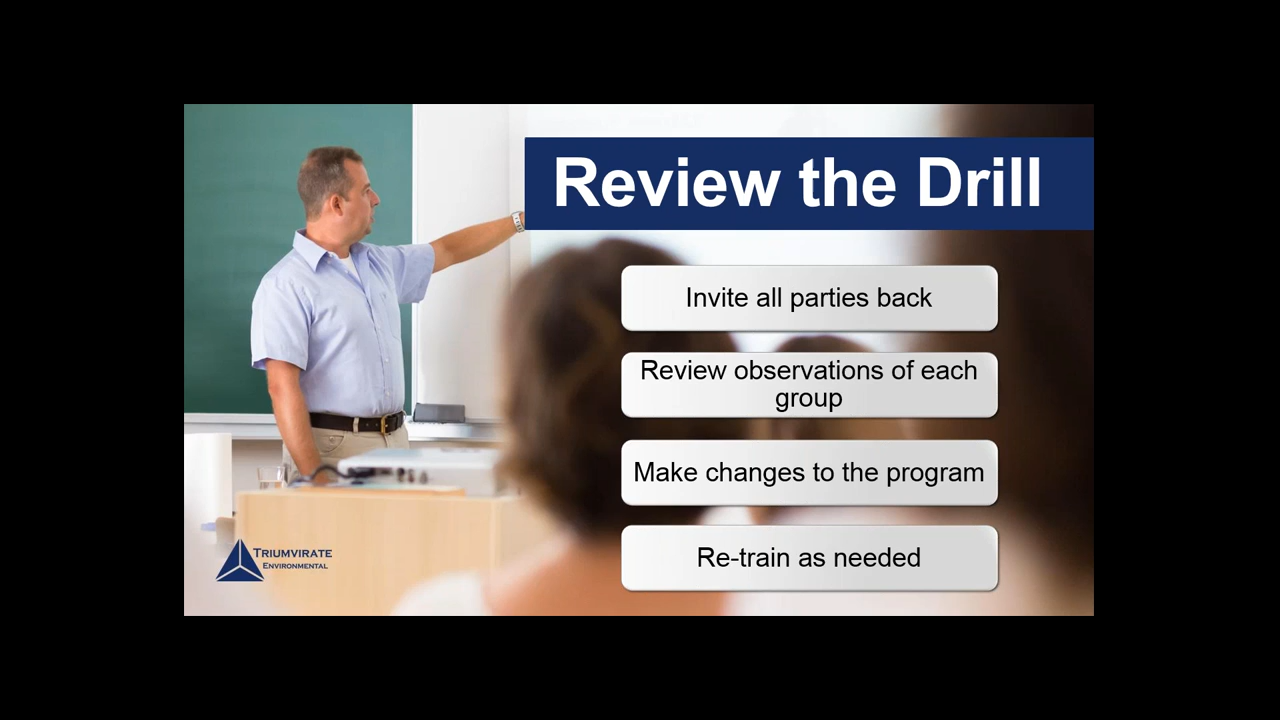 Review the Drill
Invite all parties back
Review observations of each
group
Make changes to the program
Re-train as needed
TRIUMVIRATE
ENVIRONMENTAL